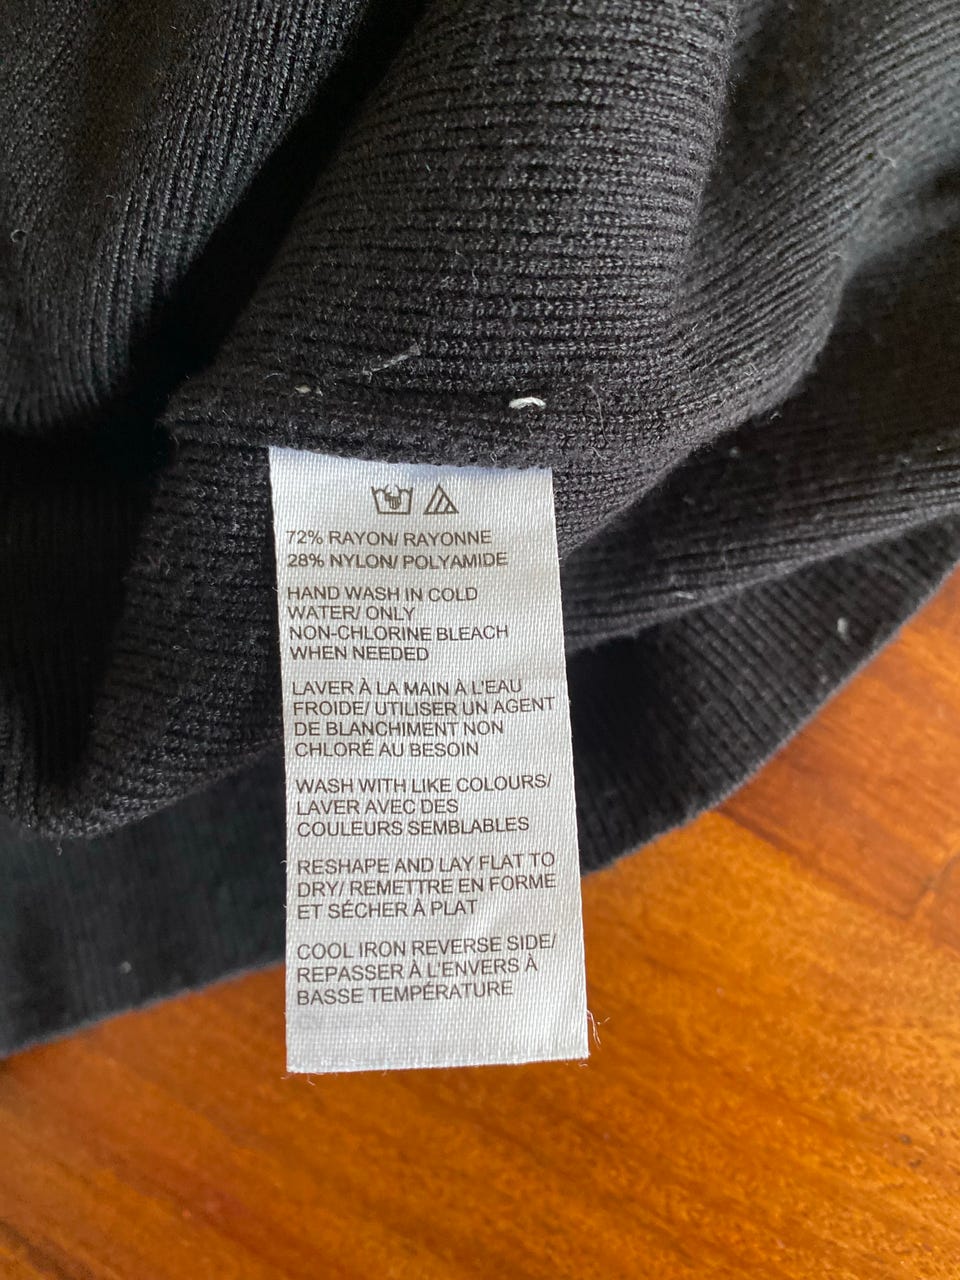 72% RAYON/ RAYONNE
28% NYLON/ POLYAMIDE
HAND WASH IN COLD
WATER/ ONLY
NON-CHLORINE BLEACH
WHEN NEEDED
LAVER À LA MAIN À L'EAU
FROIDE/ UTILISER UN AGENT
DE BLANCHIMENT NON
CHLORÉ AU BESOIN
WASH WITH LIKE COLOURS/
LAVER AVEC DES
COULEURS SEMBLABLES
RESHAPE AND LAY FLAT TO
DRY/ REMETTRE EN FORME
ET SÉCHER À PLAT
COOL IRON REVERSE SIDE/
REPASSER À L'ENVERS À
BASSE TEMPÉRATURE